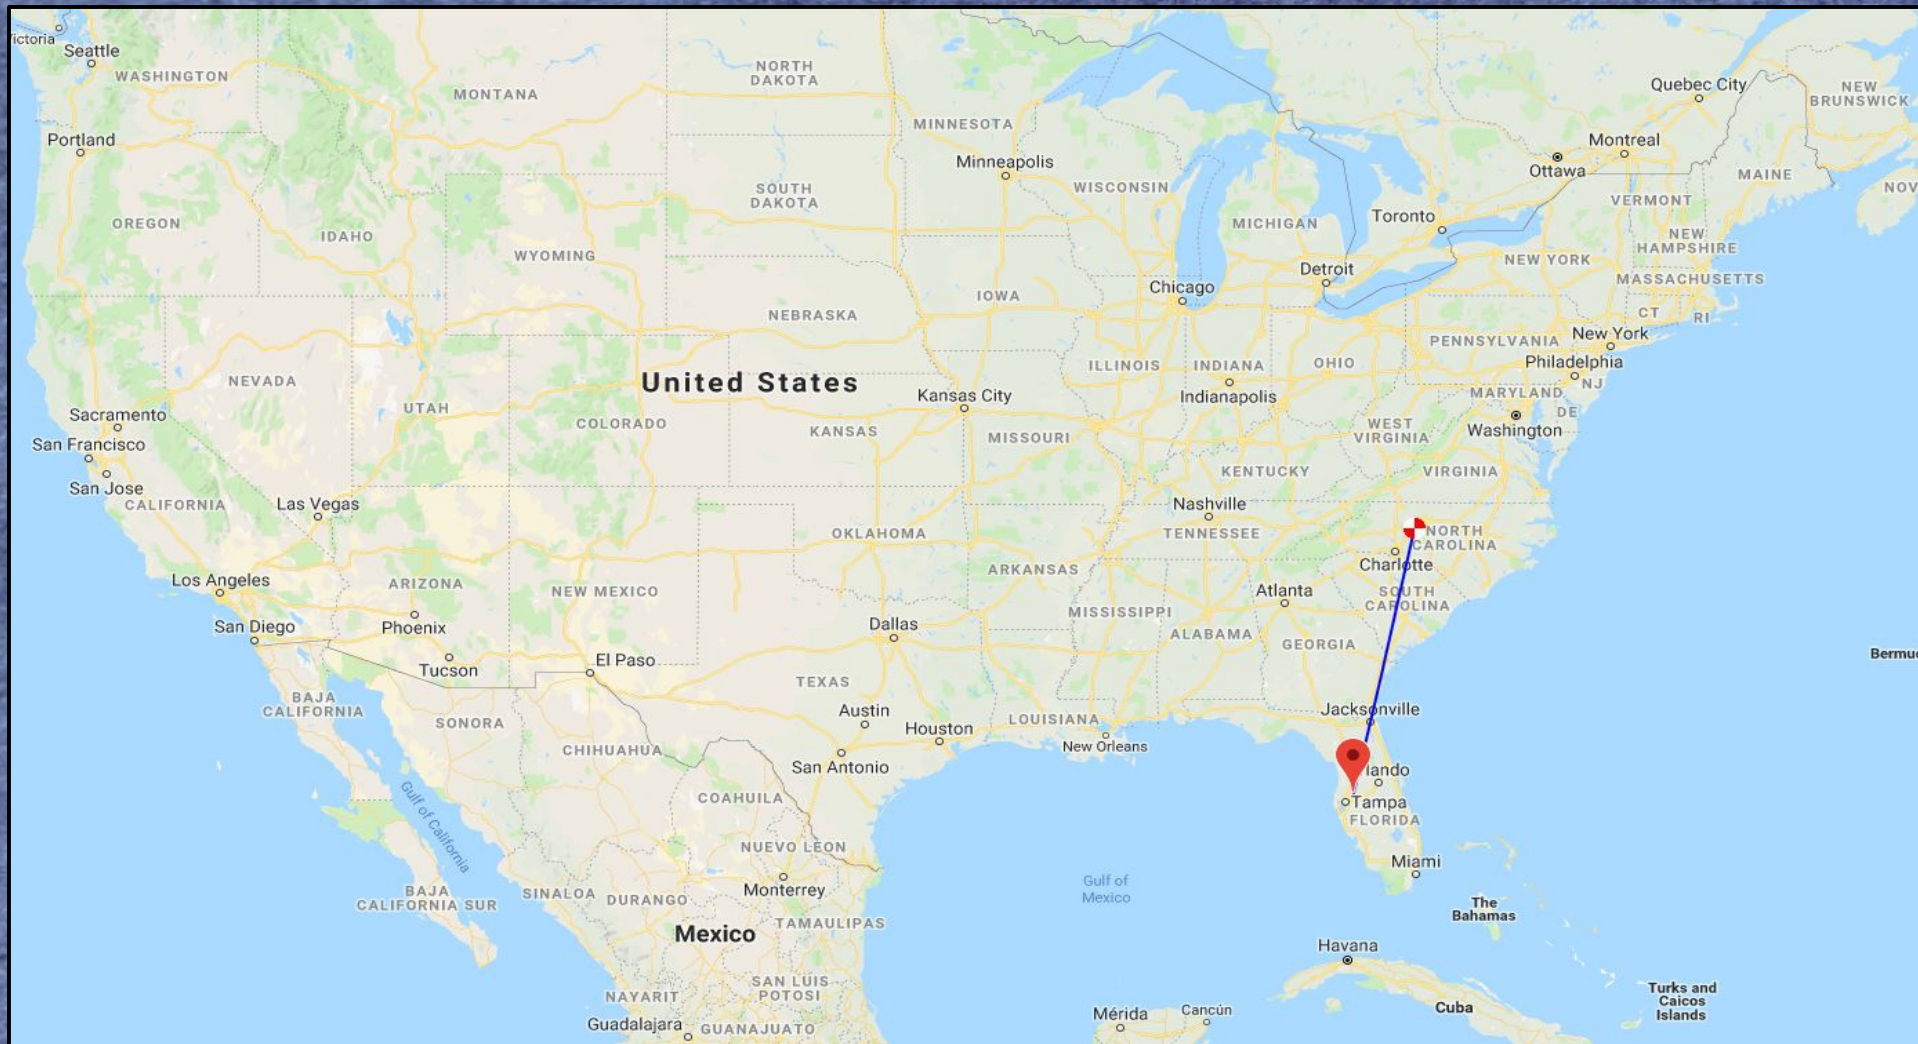 ictoria
Seattle
WASHINGTON
NORTH
DAKOTA
MONTANA
Quebec City
NEW
BRUNSWICK
MINNESOTA
Portland
Montreal
Minneapolis
Ottawa
MAINE
SOUTH
DAKOTA
WISCONSIN
NOV
VERMONT
OREGON
IDAHO
MICHIGAN
Toronto
NEW
HAMPSHIRE
WYOMING
NEW YORK
Detroit
MASSACHUSETTS
Chicago
IOWA
NEBRASKA
CT
RI
PENNSYLVANIA
New York
ILLINOIS
INDIANA
OHIO
Philadelphia
NEVADA
United States
NJ
Kansas City
Indianapolis
MARYLAND
UTAH
DE
Sacramento
COLORADO
KANSAS
MISSOURI
WEST
VIRGINIA
Washington
San Francisco
KENTUCKY
VIRGINIA
San Jose
CALIFORNIA
Las Vegas
Nashville
OKLAHOMA
TENNESSEE
NORTH
CAROLINA
Charlotte
Los Angeles
ARIZONA
NEW MEXICO
ARKANSAS
Atlanta
SOUTH
CAROLINA
MISSISSIPPI
San Diego
Phoenix
Dallas
ALABAMA
GEORGIA
Tucson
El Paso
Bermu
TEXAS
BAJA
CALIFORNIA
SONORA
Austin
Houston
LOUISIANA
Jacksonville
New Orleans
CHIHUAHUA
San Antonio
lando
Gulf of California
COAHUILA
Tampa
FLORIDA
NUEVO LEON
Miami
BAJA
CALIFORNIA SUR
SINALOA
DURANGO
Monterrey
Gulf of
Mexico
The
Bahamas
TAMAULIPAS
Mexico
Havana
SAN LUIS
POTOSI
NAYARIT
Turks and
Caicos
Islands
Cuba
Mérida
Cancún
Guadalajara
GUANAJUATO